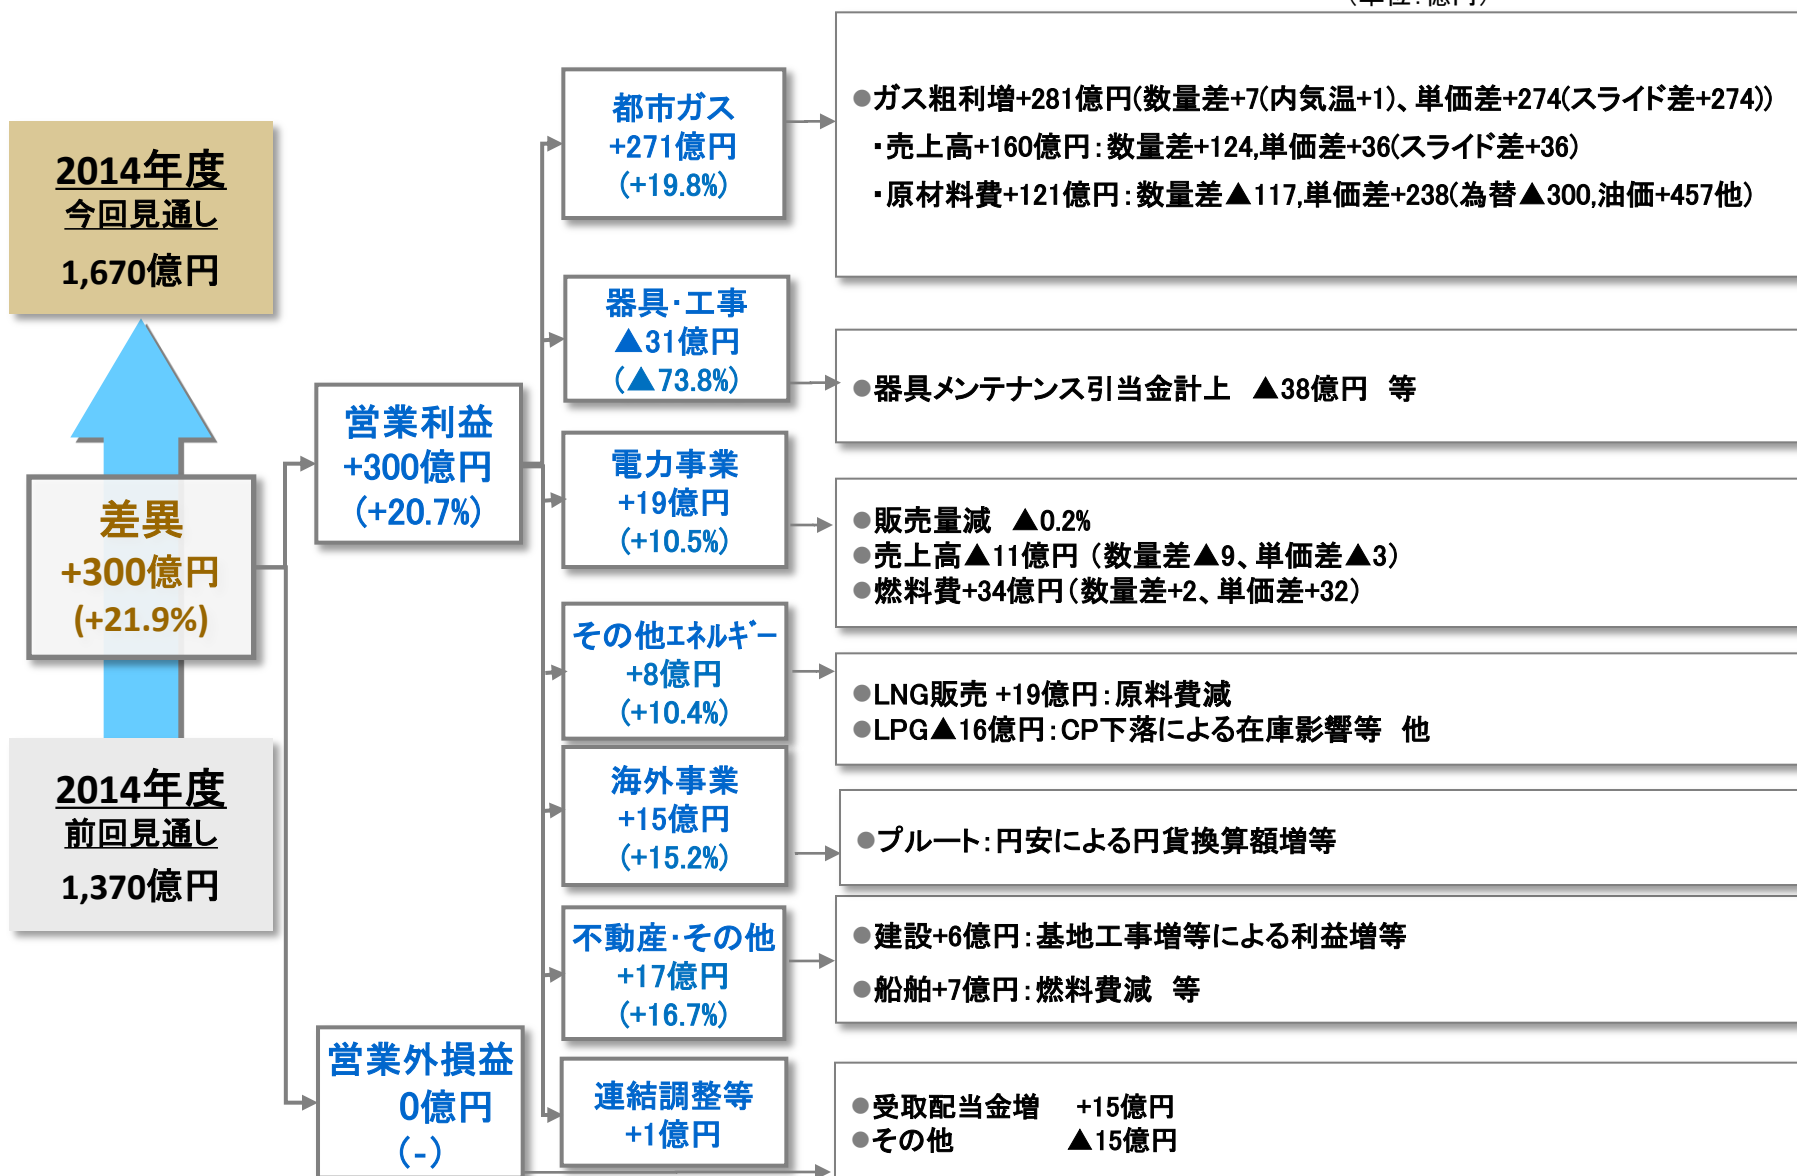 (単位:億円)
2014年度
今回見通し
1,670億円
差異
+300億円
(+21.9%)
2014年度
前回見通し
1,370億円
営業利益
+300億円
(+20.7%)
営業外損益
0億円
(-)
都市ガス
+271億円
(+19.8%)
●ガス粗利増+281億円(数量差+7(内気温+1)、単価差+274(スライド差+274))
・売上高+160億円:数量差+124,単価差+36(スライド差+36)
・原材料費+121億円:数量差▲117,単価差+238(為替▲300,油価+457他)
器具・工事
▲31億円
(▲73.8%)
●器具メンテナンス引当金計上 ▲38億円 等
電力事業
+19億円
(+10.5%)
●販売量減 ▲0.2%
●売上高▲11億円 (数量差▲9、単価差▲3)
●燃料費+34億円(数量差+2、単価差+32)
その他エネルギー
+8億円
(+10.4%)
●LNG販売 +19億円:原料費減
●LPG▲16億円:CP下落による在庫影響等 他
海外事業
+15億円
(+15.2%)
●プルート:円安による円貨換算額増等
不動産・その他
+17億円
(+16.7%)
●建設+6億円:基地工事増等による利益増等
●船舶+7億円:燃料費減 等
連結調整等
+1億円
●受取配当金増 +15億円
●その他 ▲15億円